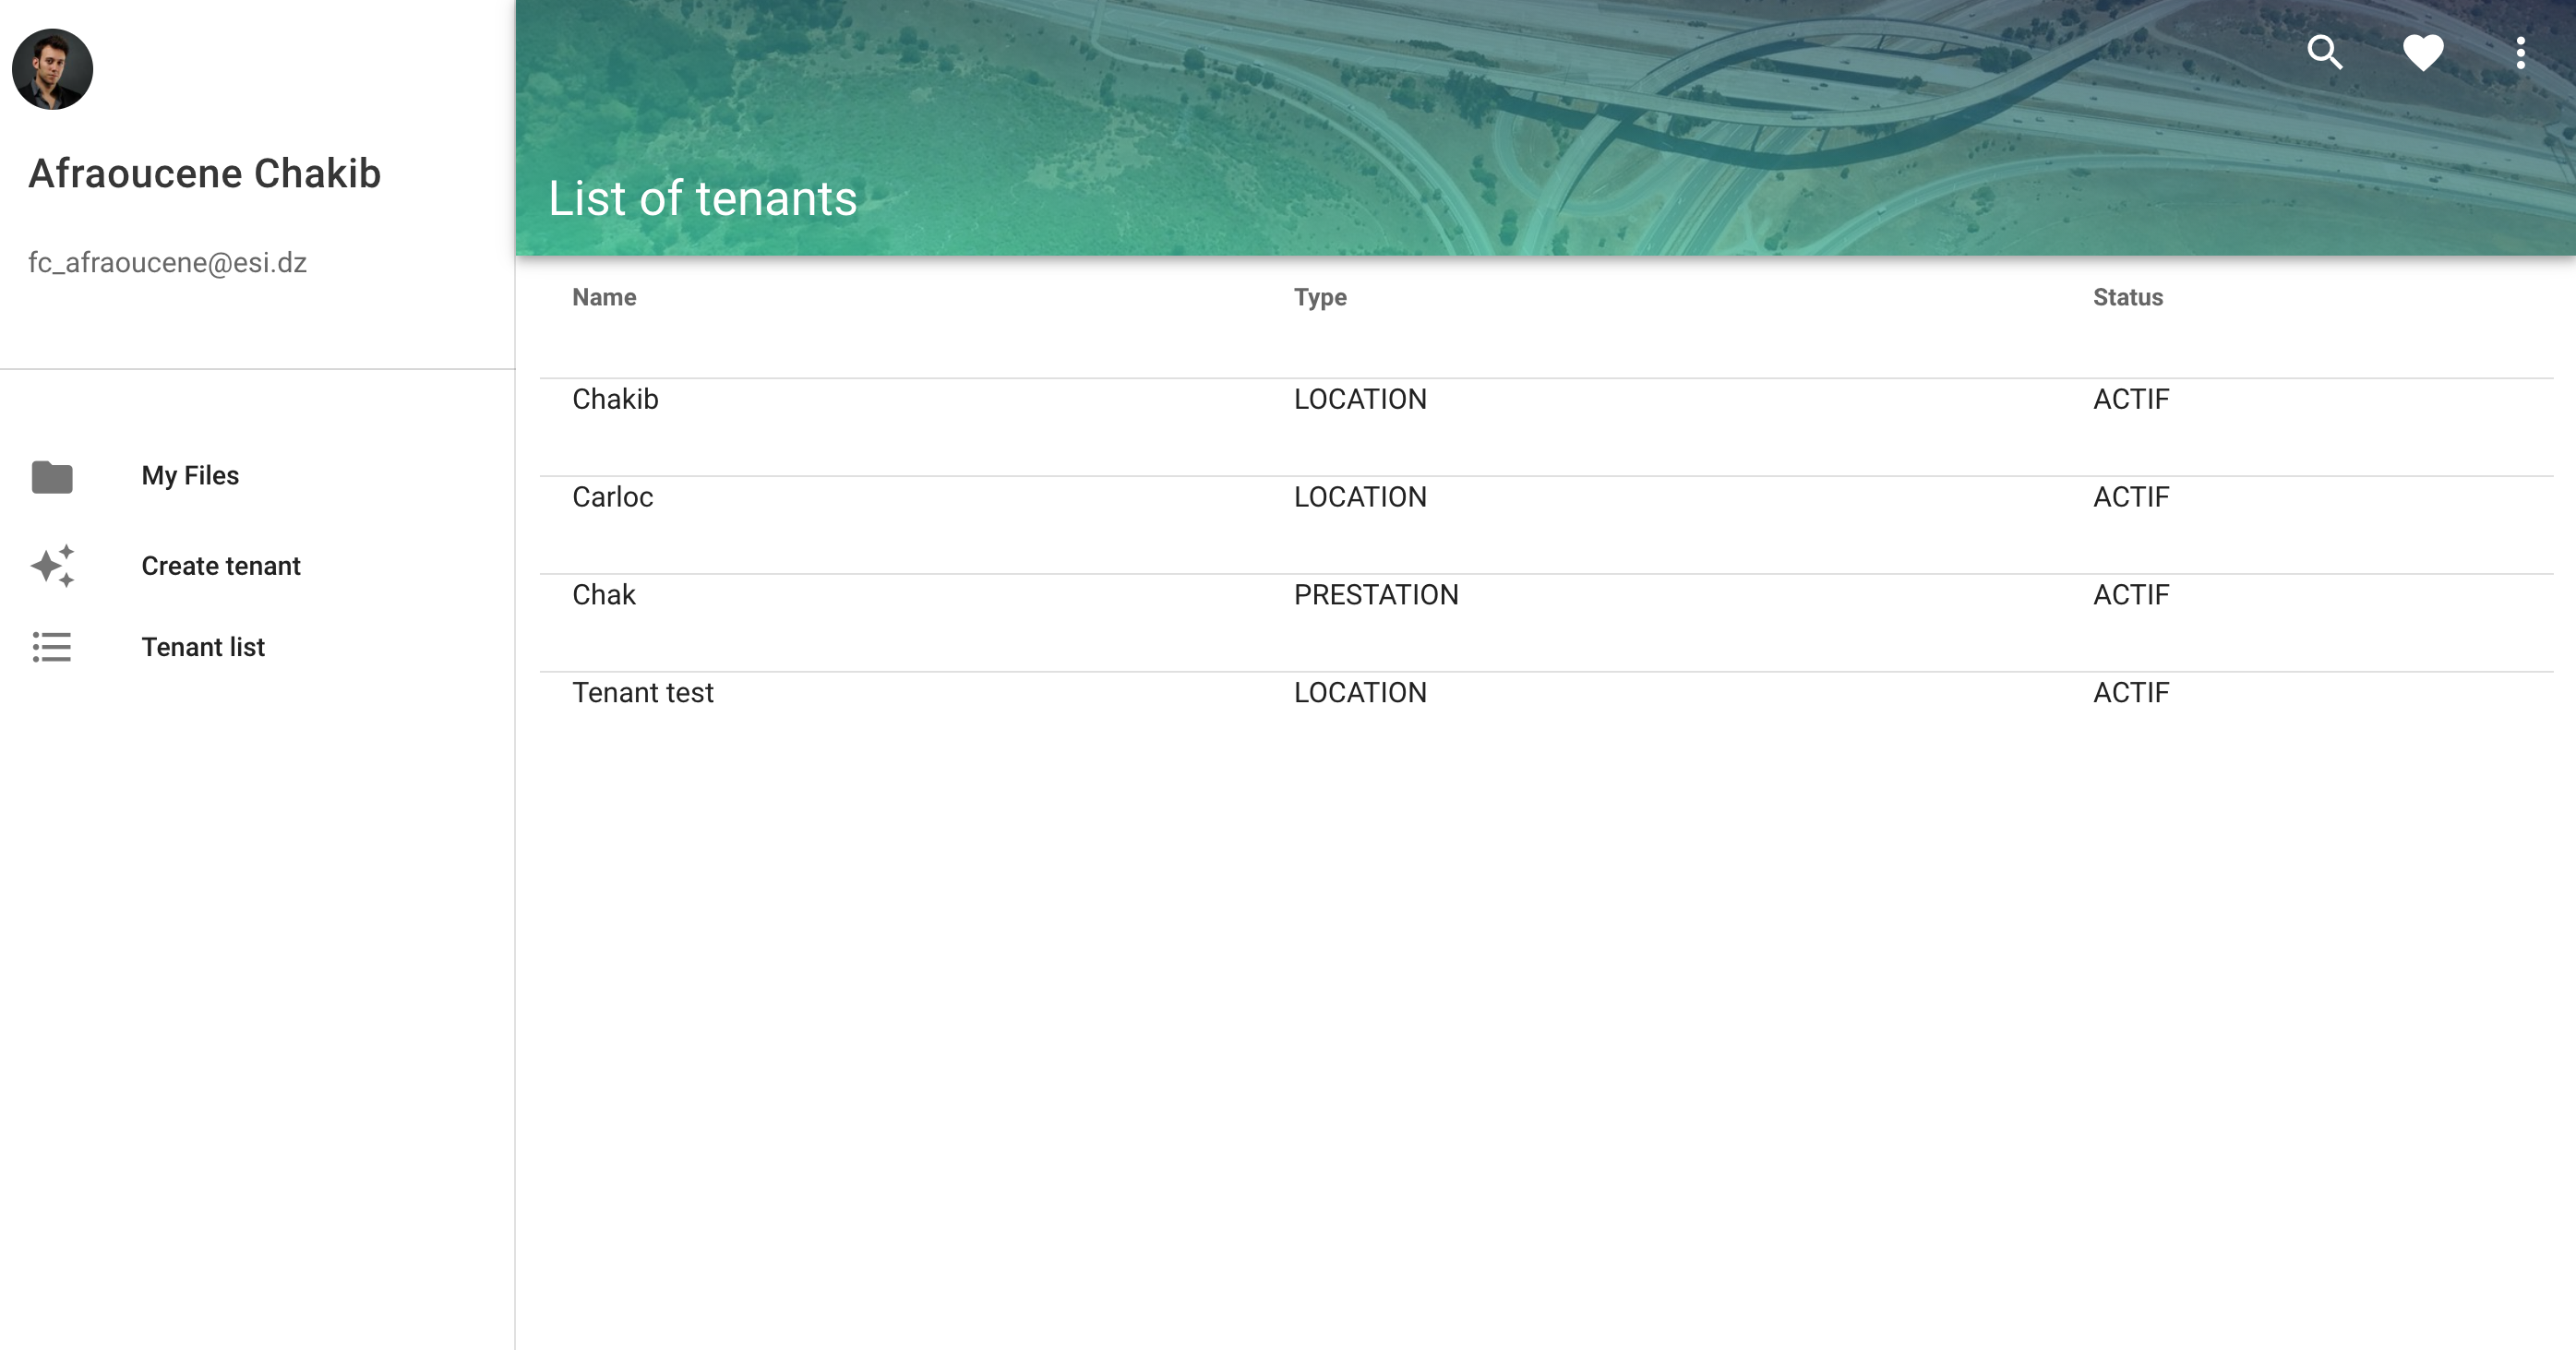 Afraoucene Chakib
fc_afraoucene@esi.dz
My Files
Create tenant
Tenant list
List of tenants
Name Type Status
Chakib LOCATION ACTIF
Carloc LOCATION ACTIF
Chak PRESTATION ACTIF
Tenant test LOCATION ACTIF